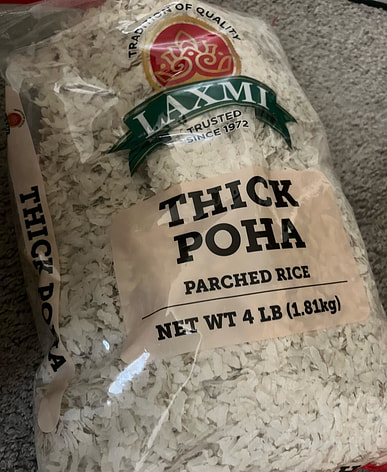 TRADITION OF QUALITY
LAXMI
TRUSTED
SINCE 1972
THICK
POHA
PARCHED RICE
NET WT 4 LB (1.81kg)
THICK POHA